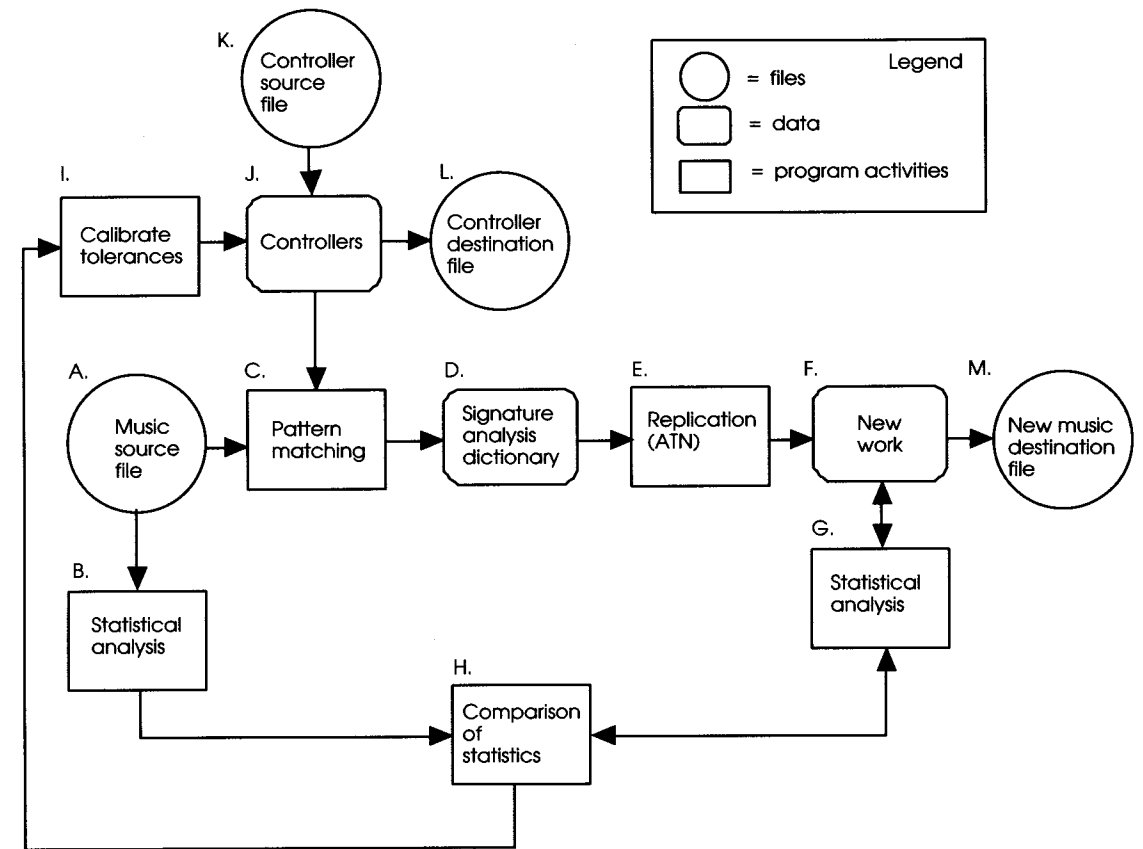 K.
Controller
source
file
Legend
= files
= data
= program activities
I.
Calibrate
tolerances
J.
Controllers
L.
Controller
destination
file
A.
Music
source
file
C.
Pattern
matching
D.
Signature
analysis
dictionary
E.
Replication
(ATN)
F.
New
work
M.
New music
destination
file
B.
Statistical
analysis
G.
Statistical
analysis
H.
Comparison
of
statistics